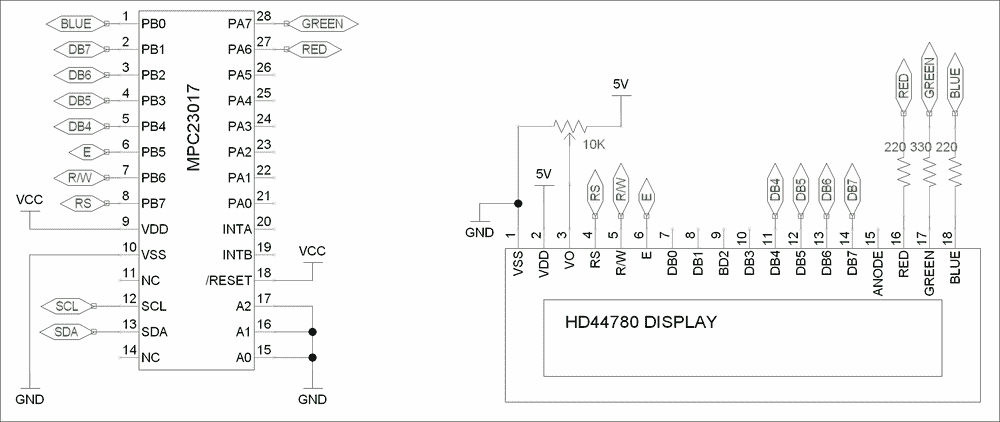 BLUE 1 PB0 PA7 28 GREEN
DB7 2 PB1 PA6 27 RED
DB6 3 PB2 PA5 26
DB5 4 PB3 PA4 25
DB4 5 PB4 PA3 24
E 6 PB5 PA2 23
R/W 7 PB6 PA1 22
RS 8 PB7 PA0 21
VCC 9 VDD INTA 20
10 VSS INTB 19
11 NC /RESET 18 VCC
SCL 12 SCL A2 17
SDA 13 SDA A1 16
14 NC A0 15
MPC23017
GND
GND
5V
10K
5V
GND
RS
R/W
E
DB4
DB5
DB6
DB7
RED
GREEN
BLUE
220 330 220
1 2 3 4 5 6 7 8 9 10 11 12 13 14 15 16 17 18
VSS
VDD
VO
RS
R/W
E
DB0
DB1
BD2
DB3
DB4
DB5
DB6
DB7
ANODE
RED
GREEN
BLUE
HD44780 DISPLAY